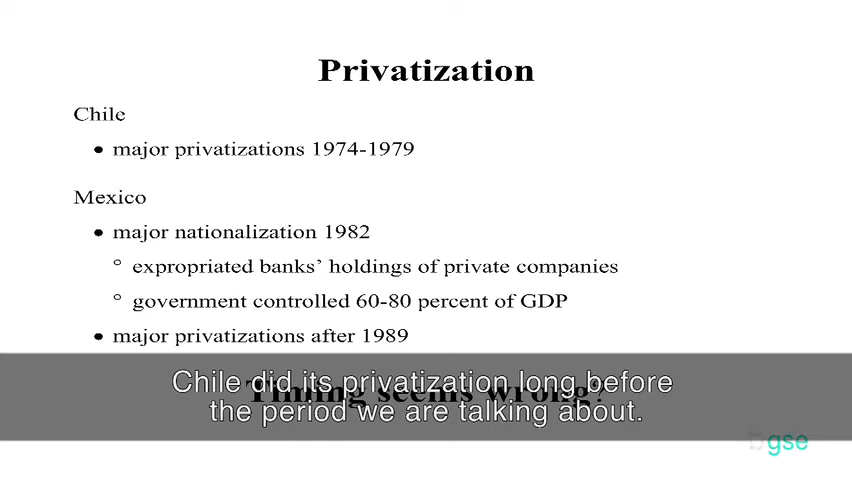 Privatization
Chile
• major privatizations 1974-1979
Mexico
• major nationalization 1982
° expropriated banks’ holdings of private companies
° government controlled 60-80 percent of GDP
• major privatizations after 1989
Timing seems wrong?
Chile did its privatization long before
the period we are talking about.
bgse